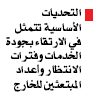 التحديات
الأساسية تتمثل
في الارتقاء بجودة
الخدمات وفترات
الانتظار وأعداد
المبتعثين للخارج